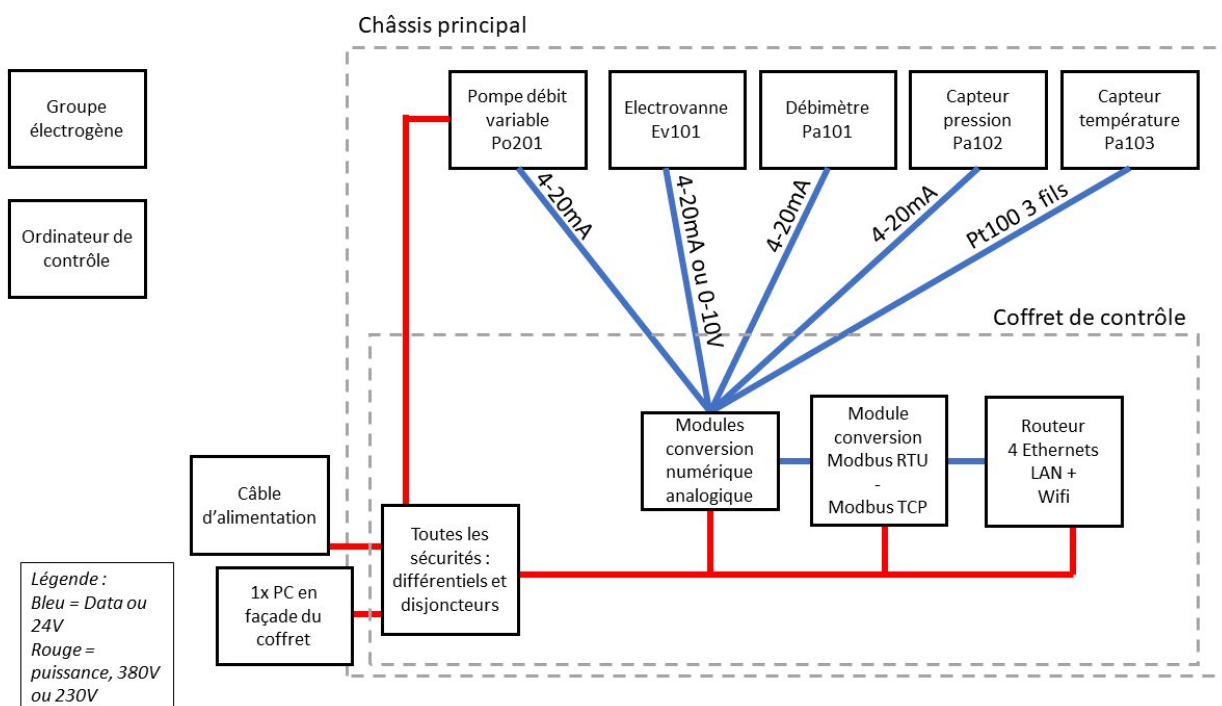 Châssis principal
Groupe
électrogène
Ordinateur de
contrôle
Pompe débit
variable
Po201
Electrovanne
Ev101
Débimètre
Pa101
Capteur
pression
Pa102
Capteur
température
Pa103
4-20mA
4-20mA ou 0-10V
4-20mA
4-20mA
Pt100 3 fils
Coffret de contrôle
Modules
conversion
numérique
analogique
Module
conversion
Modbus RTU
-
Modbus TCP
Routeur
4 Ethernets
LAN +
Wifi
Câble
d'alimentation
Toutes les
sécurités :
différentiels et
disjoncteurs
1x PC en
façade du
coffret
Légende :
Bleu = Data ou
24V
Rouge =
puissance, 380V
ou 230V